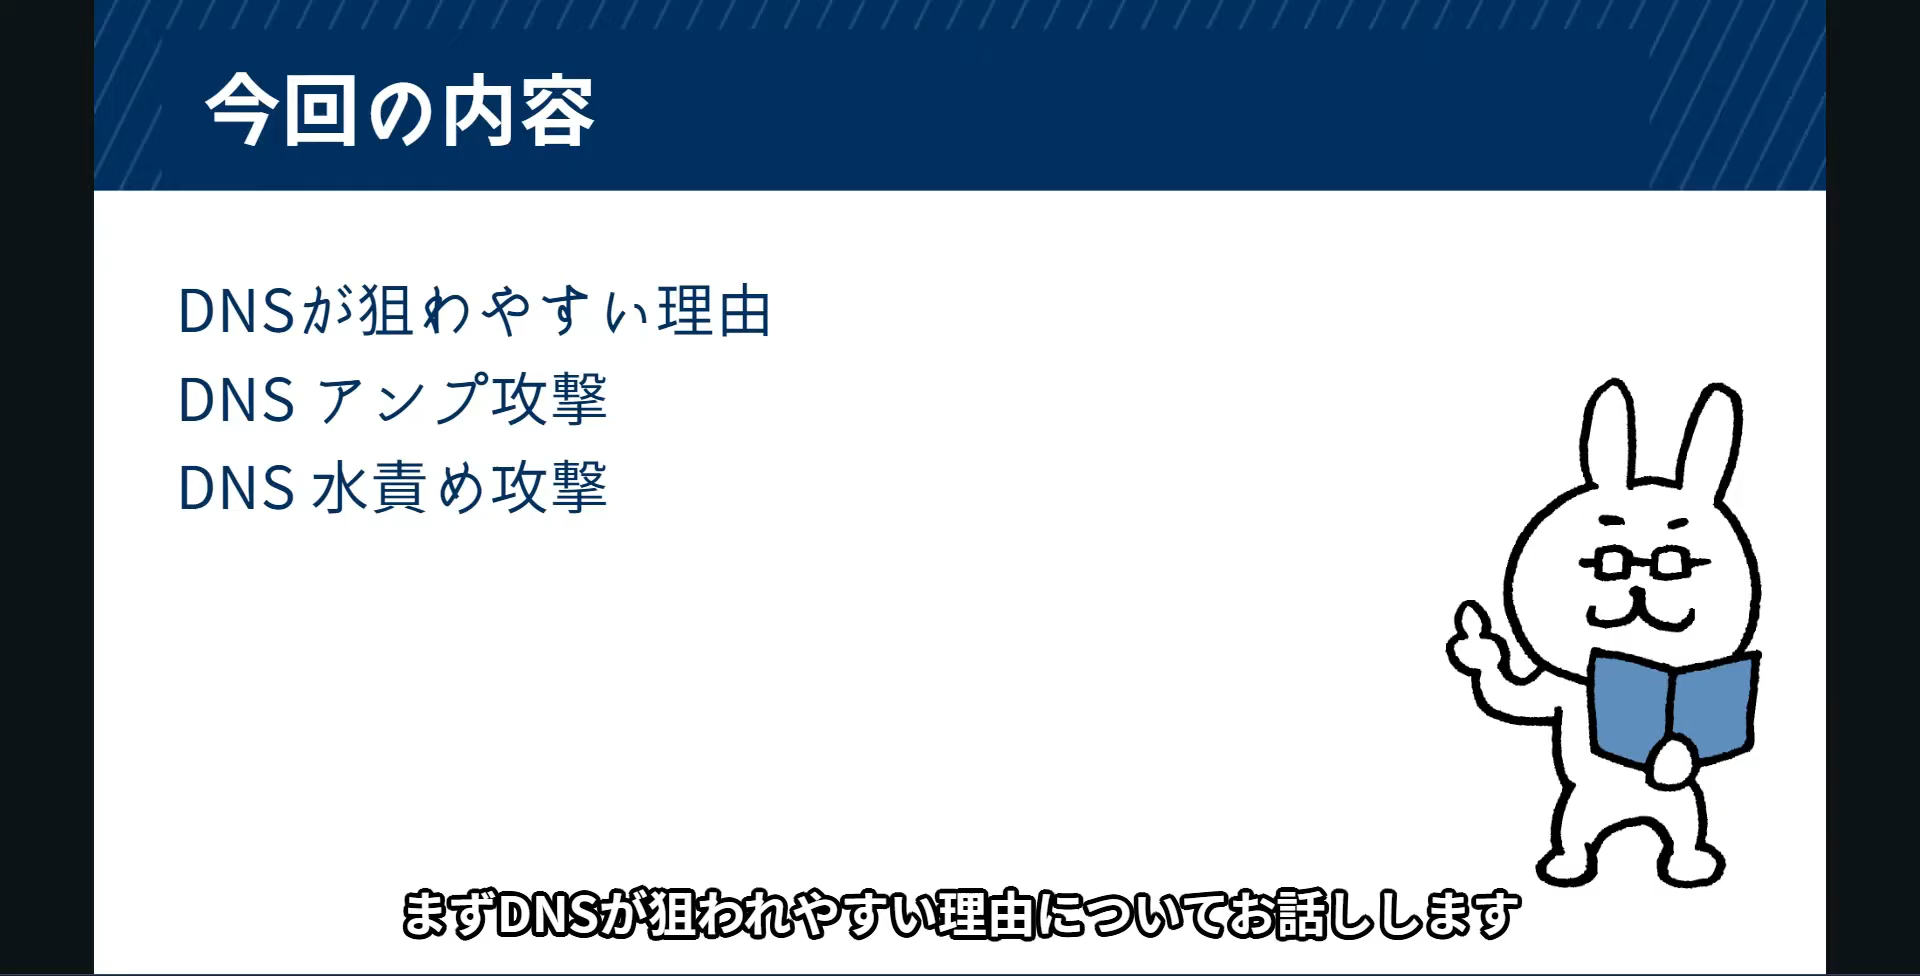 今回の内容
DNSが狙わやすい理由
DNS アンプ攻撃
DNS 水責め攻撃
まずDNSが狙われやすい理由についてお話しします